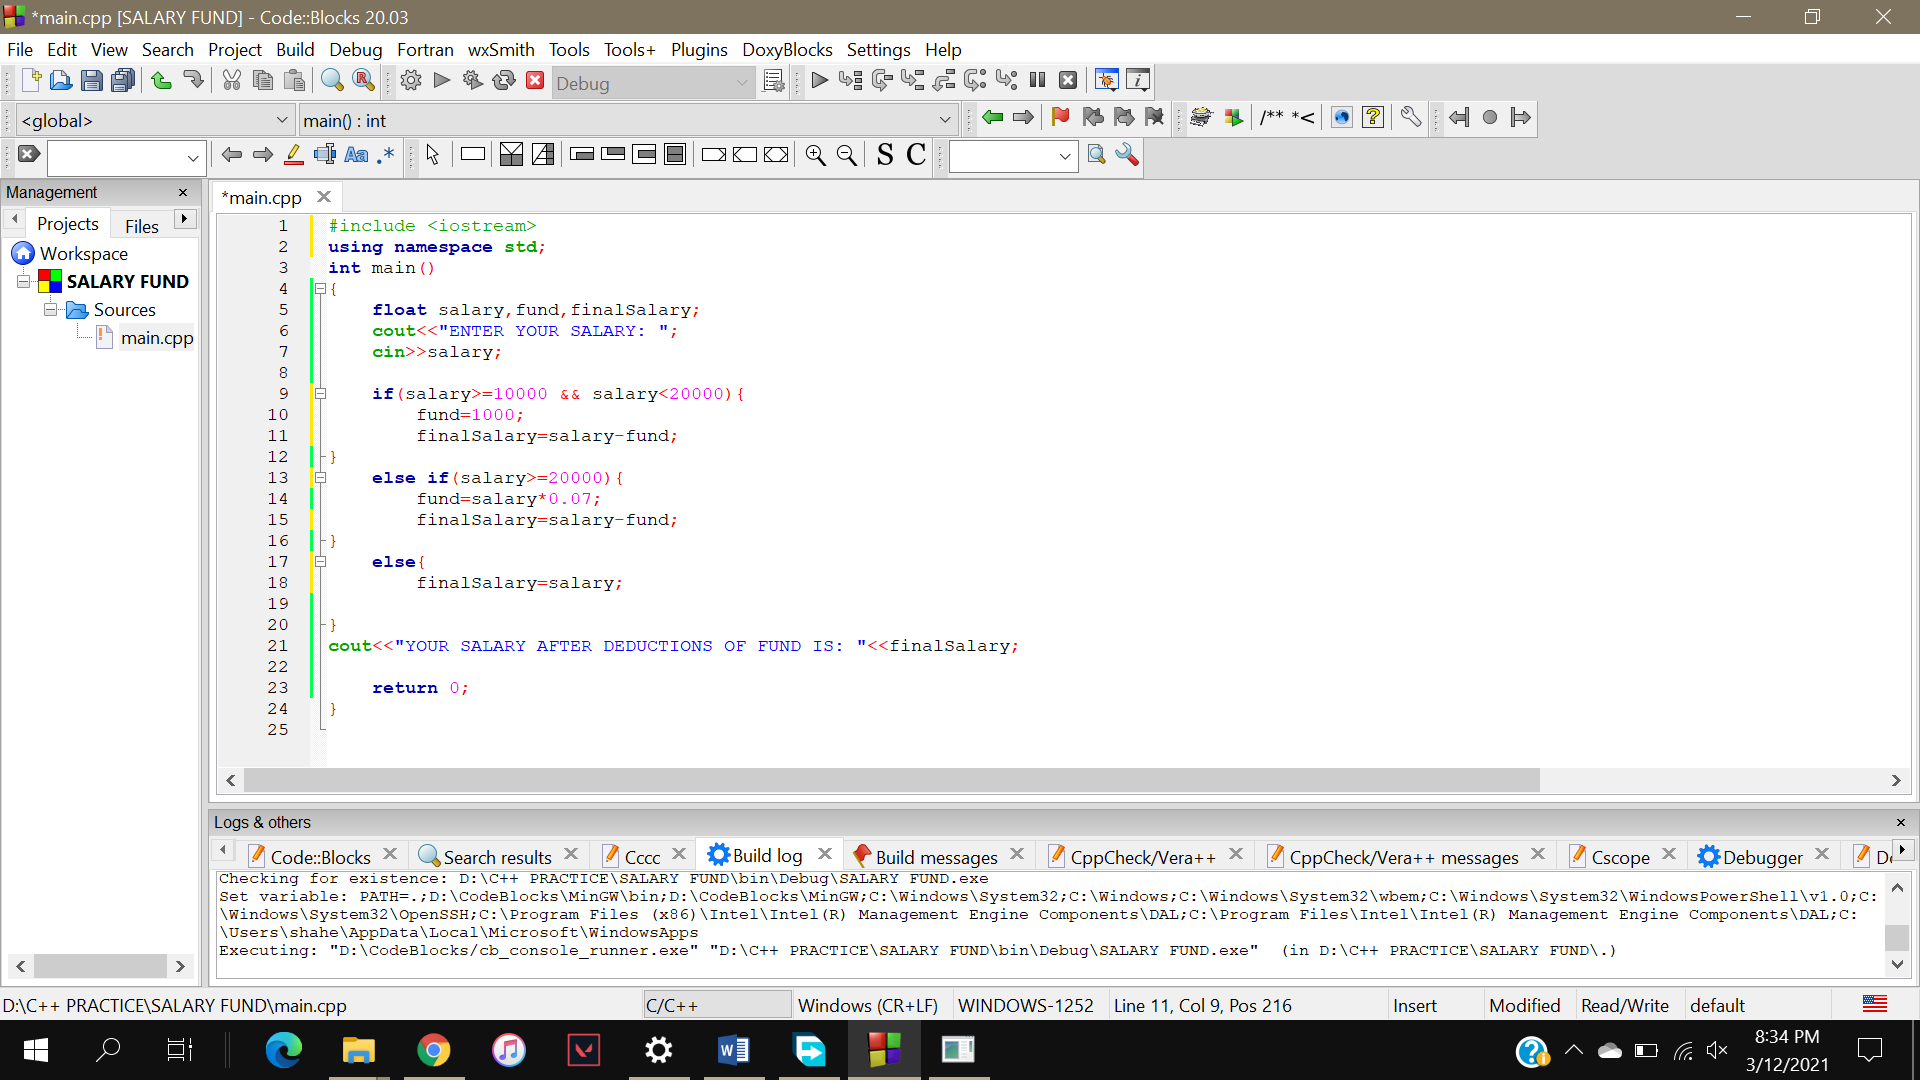 *main.cpp [SALARY FUND] - Code::Blocks 20.03
File Edit View Search Project Build Debug Fortran wxSmith Tools Tools+ Plugins DoxyBlocks Settings Help
Debug
<global> main() : int /** *<
Aa .* S C
Management
Projects Files
Workspace
SALARY FUND
Sources
main.cpp
*main.cpp
1 #include <iostream>
2 using namespace std;
3 int main()
4 {
5 float salary,fund,finalSalary;
6 cout<<"ENTER YOUR SALARY: ";
7 cin>>salary;
8
9 if(salary>=10000 && salary<20000){
10 fund=1000;
11 finalSalary=salary-fund;
12 }
13 else if(salary>=20000){
14 fund=salary*0.07;
15 finalSalary=salary-fund;
16 }
17 else{
18 finalSalary=salary;
19
20 }
21 cout<<"YOUR SALARY AFTER DEDUCTIONS OF FUND IS: "<<finalSalary;
22
23 return 0;
24 }
25
Logs & others
Code::Blocks Search results Cccc Build log Build messages CppCheck/Vera++ CppCheck/Vera++ messages Cscope Debugger
Checking for existence: D:\C++ PRACTICE\SALARY FUND\bin\Debug\SALARY FUND.exe
Set variable: PATH=.;D:\CodeBlocks\MinGW\bin;D:\CodeBlocks\MinGW;C:\Windows\System32;C:\Windows;C:\Windows\System32\wbem;C:\Windows\System32\WindowsPowerShell\v1.0;C:
\Windows\System32\OpenSSH;C:\Program Files (x86)\Intel\Intel(R) Management Engine Components\DAL;C:\Program Files\Intel\Intel(R) Management Engine Components\DAL;C:
\Users\shahe\AppData\Local\Microsoft\WindowsApps
Executing: "D:\CodeBlocks/cb_console_runner.exe" "D:\C++ PRACTICE\SALARY FUND\bin\Debug\SALARY FUND.exe" (in D:\C++ PRACTICE\SALARY FUND\.)
D:\C++ PRACTICE\SALARY FUND\main.cpp C/C++ Windows (CR+LF) WINDOWS-1252 Line 11, Col 9, Pos 216 Insert Modified Read/Write default
8:34 PM
3/12/2021